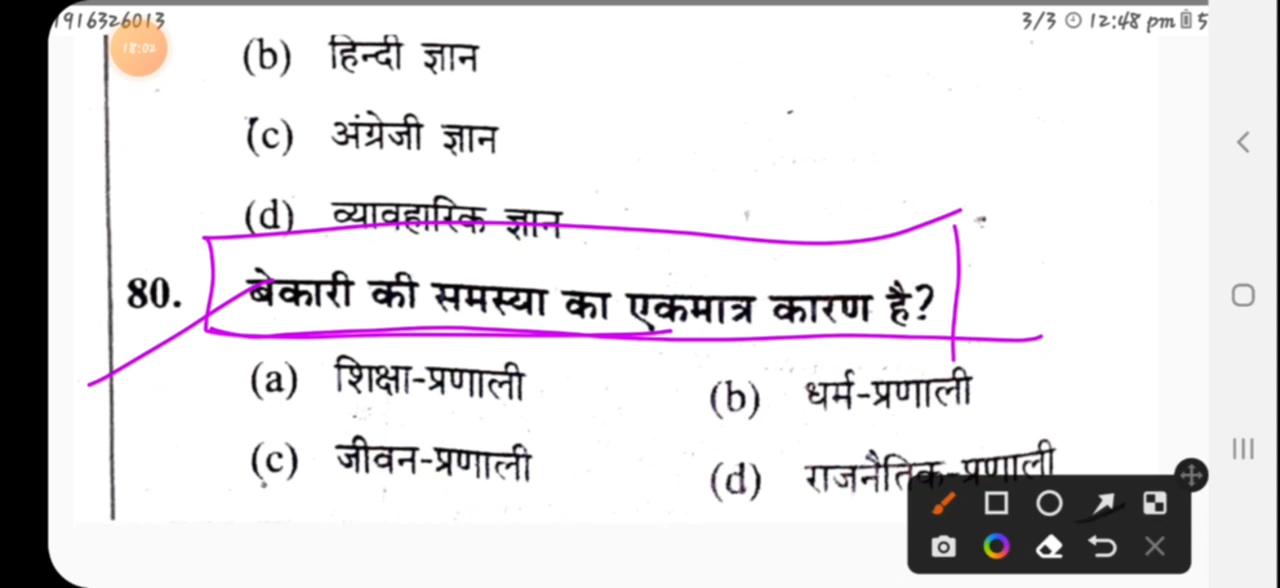 916326013
3/3 12:48 pm 5
18:02
(b) हिन्दी ज्ञान
(c) अंग्रेजी ज्ञान
(d) व्यावहारिक ज्ञान
80. बेकारी की समस्या का एकमात्र कारण है?
(a) शिक्षा-प्रणाली (b) धर्म-प्रणाली
(c) जीवन-प्रणाली (d) राजनैतिक-प्रणाली